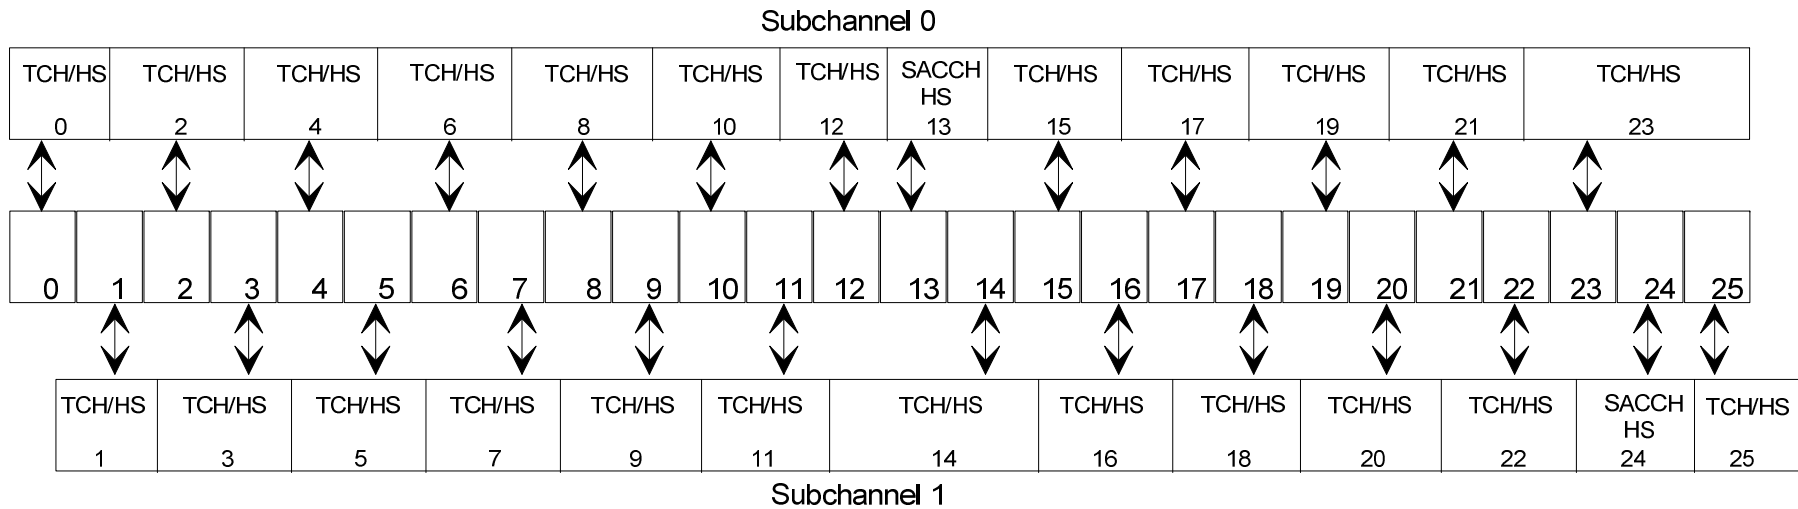 Subchannel 0
TCH/HS TCH/HS TCH/HS TCH/HS TCH/HS TCH/HS TCH/HS SACCH TCH/HS TCH/HS TCH/HS TCH/HS TCH/HS
HS
0 2 4 6 8 10 12 13 15 17 19 21 23
0 1 2 3 4 5 6 7 8 9 10 11 12 13 14 15 16 17 18 19 20 21 22 23 24 25
TCH/HS TCH/HS TCH/HS TCH/HS TCH/HS TCH/HS TCH/HS TCH/HS TCH/HS TCH/HS TCH/HS SACCH TCH/HS
HS
1 3 5 7 9 11 14 16 18 20 22 24 25
Subchannel 1